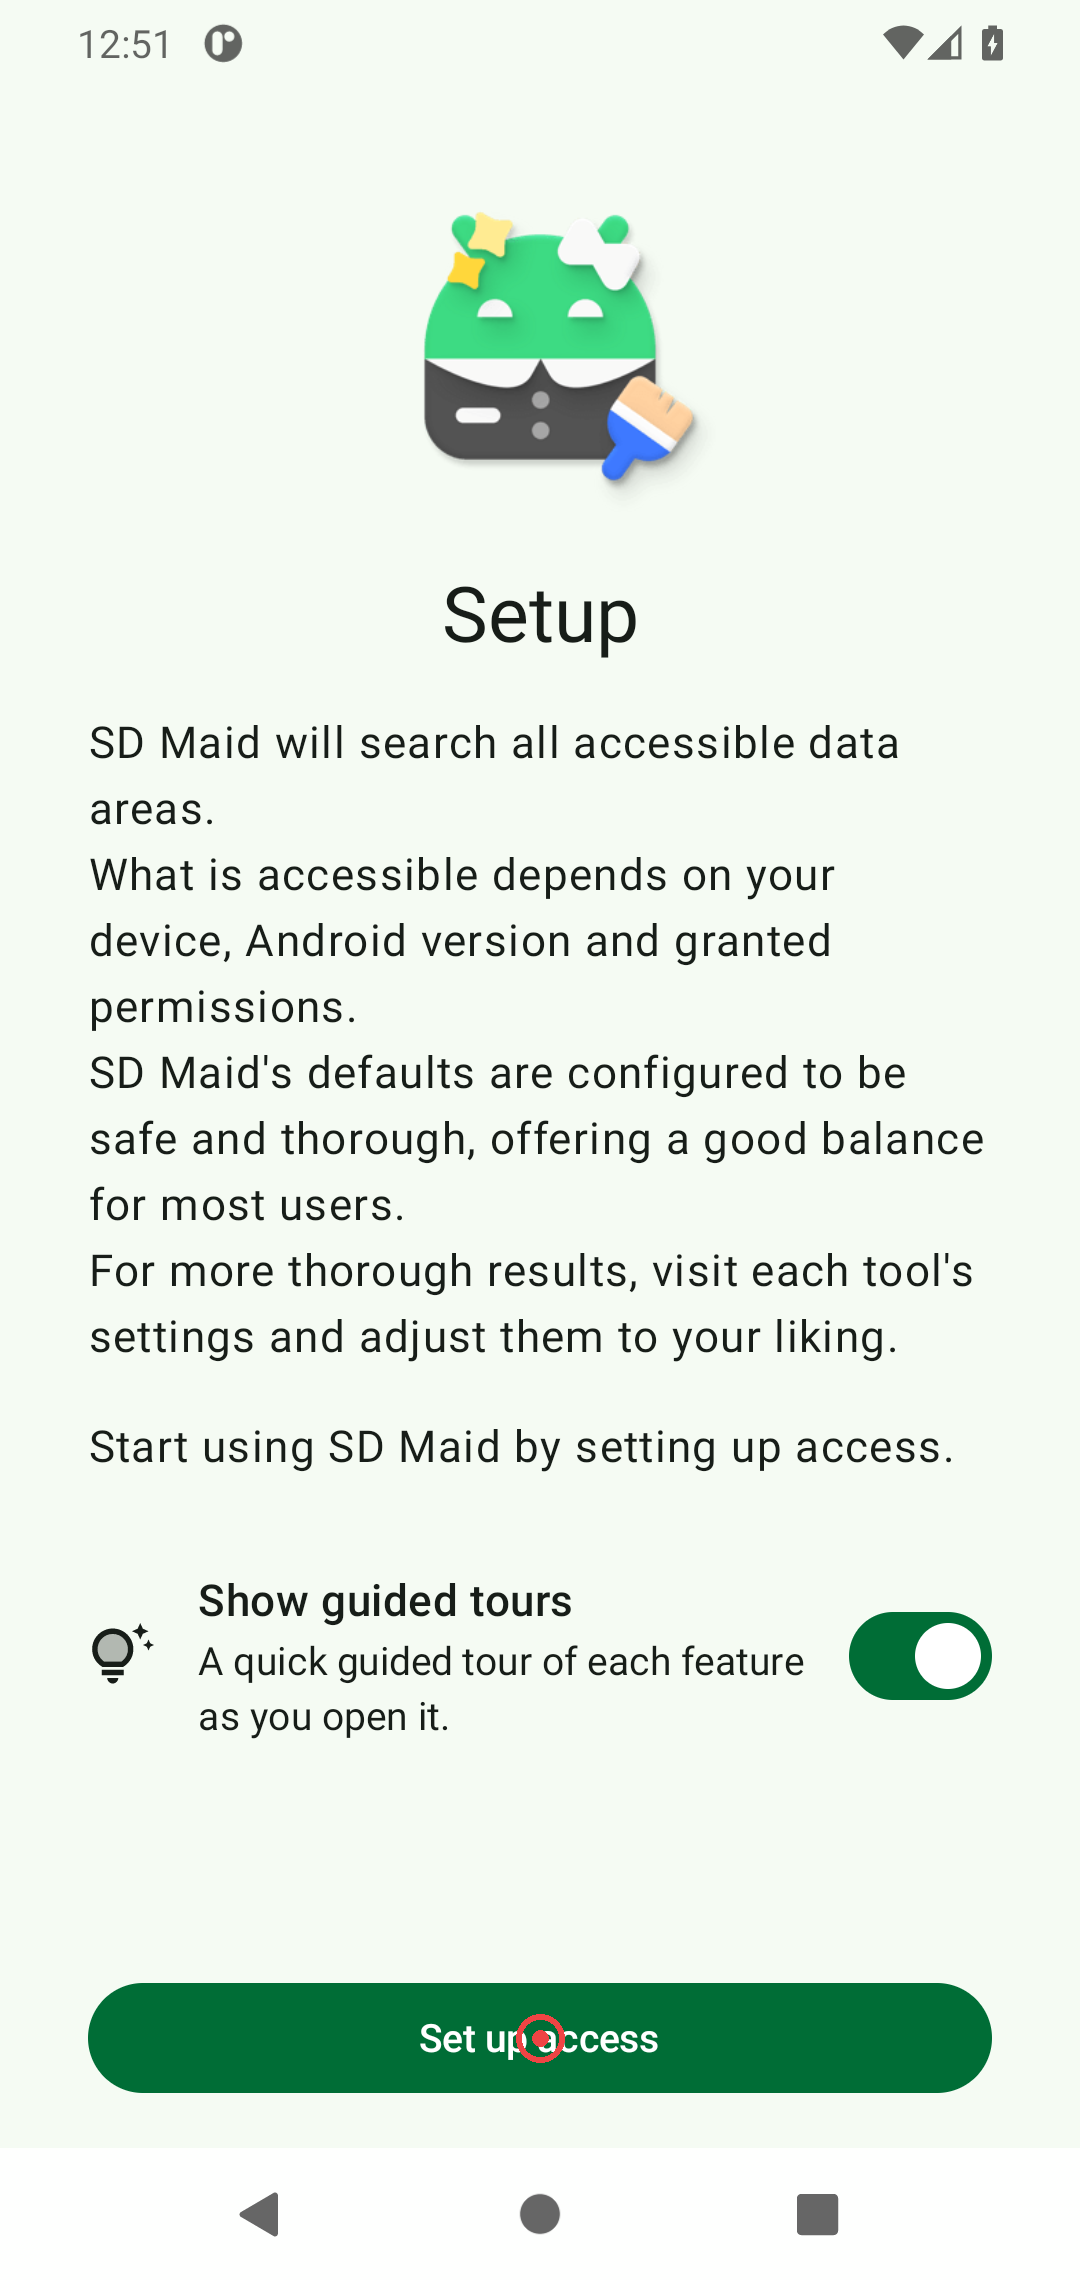 12:51
Setup
SD Maid will search all accessible data
areas.
What is accessible depends on your
device, Android version and granted
permissions.
SD Maid's defaults are configured to be
safe and thorough, offering a good balance
for most users.
For more thorough results, visit each tool's
settings and adjust them to your liking.
Start using SD Maid by setting up access.
Show guided tours
A quick guided tour of each feature
as you open it.
Set up access